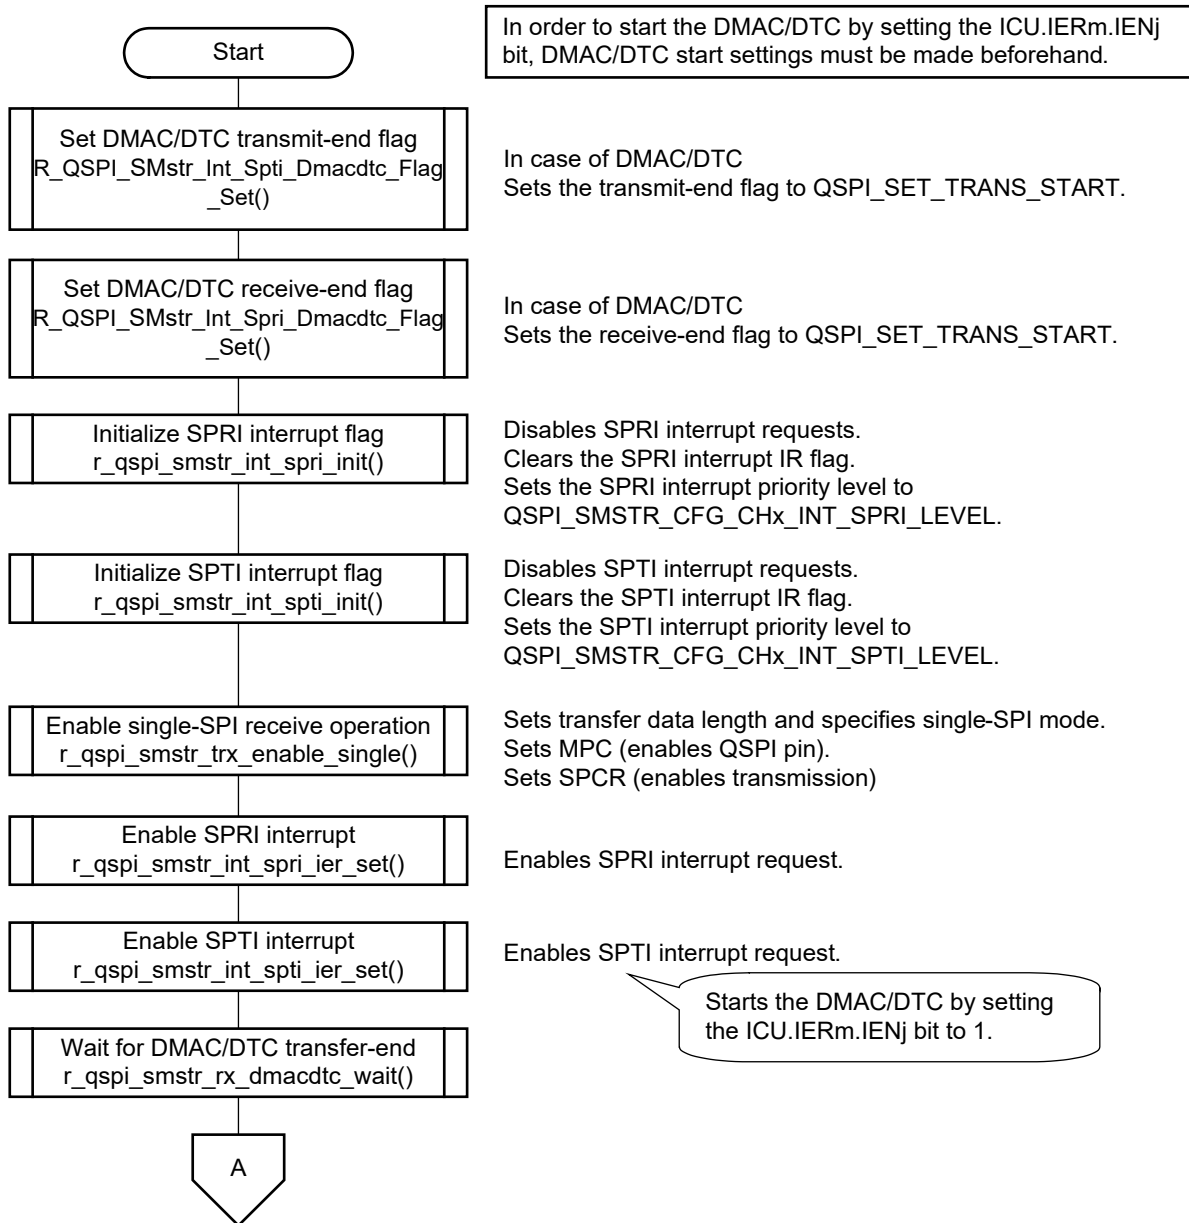 In order to start the DMAC/DTC by setting the ICU.IERm.IENj
bit, DMAC/DTC start settings must be made beforehand.
Start
Set DMAC/DTC transmit-end flag
R_QSPI_SMstr_Int_Spti_Dmacdtc_Flag
_Set()
In case of DMAC/DTC
Sets the transmit-end flag to QSPI_SET_TRANS_START.
Set DMAC/DTC receive-end flag
R_QSPI_SMstr_Int_Spri_Dmacdtc_Flag
_Set()
In case of DMAC/DTC
Sets the receive-end flag to QSPI_SET_TRANS_START.
Initialize SPRI interrupt flag
r_qspi_smstr_int_spri_init()
Disables SPRI interrupt requests.
Clears the SPRI interrupt IR flag.
Sets the SPRI interrupt priority level to
QSPI_SMSTR_CFG_CHx_INT_SPRI_LEVEL.
Initialize SPTI interrupt flag
r_qspi_smstr_int_spti_init()
Disables SPTI interrupt requests.
Clears the SPTI interrupt IR flag.
Sets the SPTI interrupt priority level to
QSPI_SMSTR_CFG_CHx_INT_SPTI_LEVEL.
Enable single-SPI receive operation
r_qspi_smstr_trx_enable_single()
Sets transfer data length and specifies single-SPI mode.
Sets MPC (enables QSPI pin).
Sets SPCR (enables transmission)
Enable SPRI interrupt
r_qspi_smstr_int_spri_ier_set()
Enables SPRI interrupt request.
Enable SPTI interrupt
r_qspi_smstr_int_spti_ier_set()
Enables SPTI interrupt request.
Starts the DMAC/DTC by setting
the ICU.IERm.IENj bit to 1.
Wait for DMAC/DTC transfer-end
r_qspi_smstr_rx_dmacdtc_wait()
A